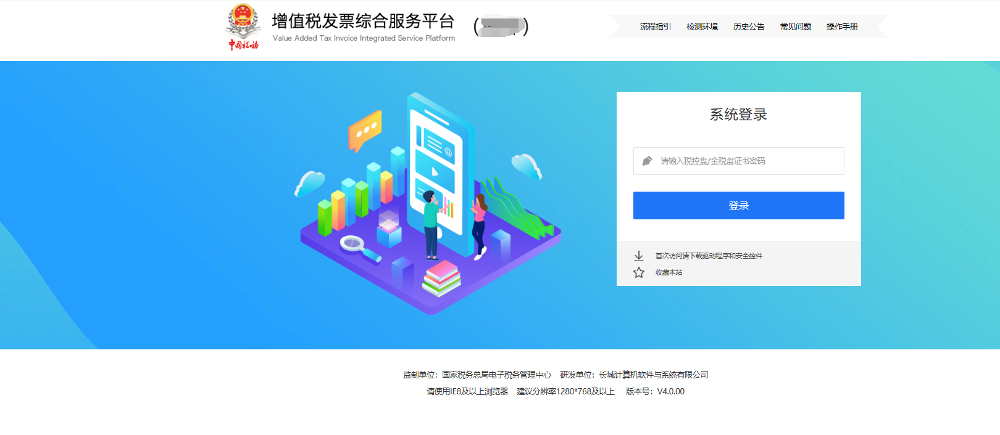 增值税发票综合服务平台
Value Added Tax Invoice Integrated Service Platform
中国税务
( )
流程指引 检测环境 历史公告 常见问题 操作手册
系统登录
请输入税控盘/金税盘证书密码
登录
首次访问请下载驱动程序和安全控件
收藏本站
监制单位：国家税务总局电子税务管理中心 研发单位：长城计算机软件与系统有限公司
请使用IE8及以上浏览器 建议分辨率1280*768及以上 版本号：V4.0.00